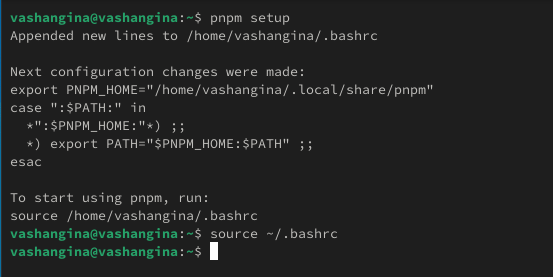 vashangina@vashangina:~$ pnpm setup
Appended new lines to /home/vashangina/.bashrc
Next configuration changes were made:
export PNPM_HOME="/home/vashangina/.local/share/pnpm"
case ":$PATH:" in
  *":$PNPM_HOME:"*) ;;
  *) export PATH="$PNPM_HOME:$PATH" ;;
esac
To start using pnpm, run:
source /home/vashangina/.bashrc
vashangina@vashangina:~$ source ~/.bashrc
vashangina@vashangina:~$